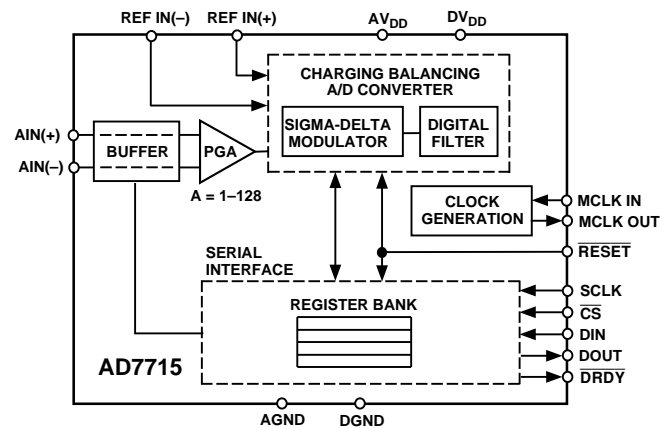 REF IN(–) REF IN(+) AVDD DVDD
CHARGING BALANCING
A/D CONVERTER
SIGMA-DELTA
MODULATOR
DIGITAL
FILTER
AIN(+)
AIN(–)
BUFFER
PGA
A = 1–128
CLOCK
GENERATION
MCLK IN
MCLK OUT
RESET
SERIAL
INTERFACE
REGISTER BANK
SCLK
CS
DIN
DOUT
DRDY
AD7715
AGND DGND